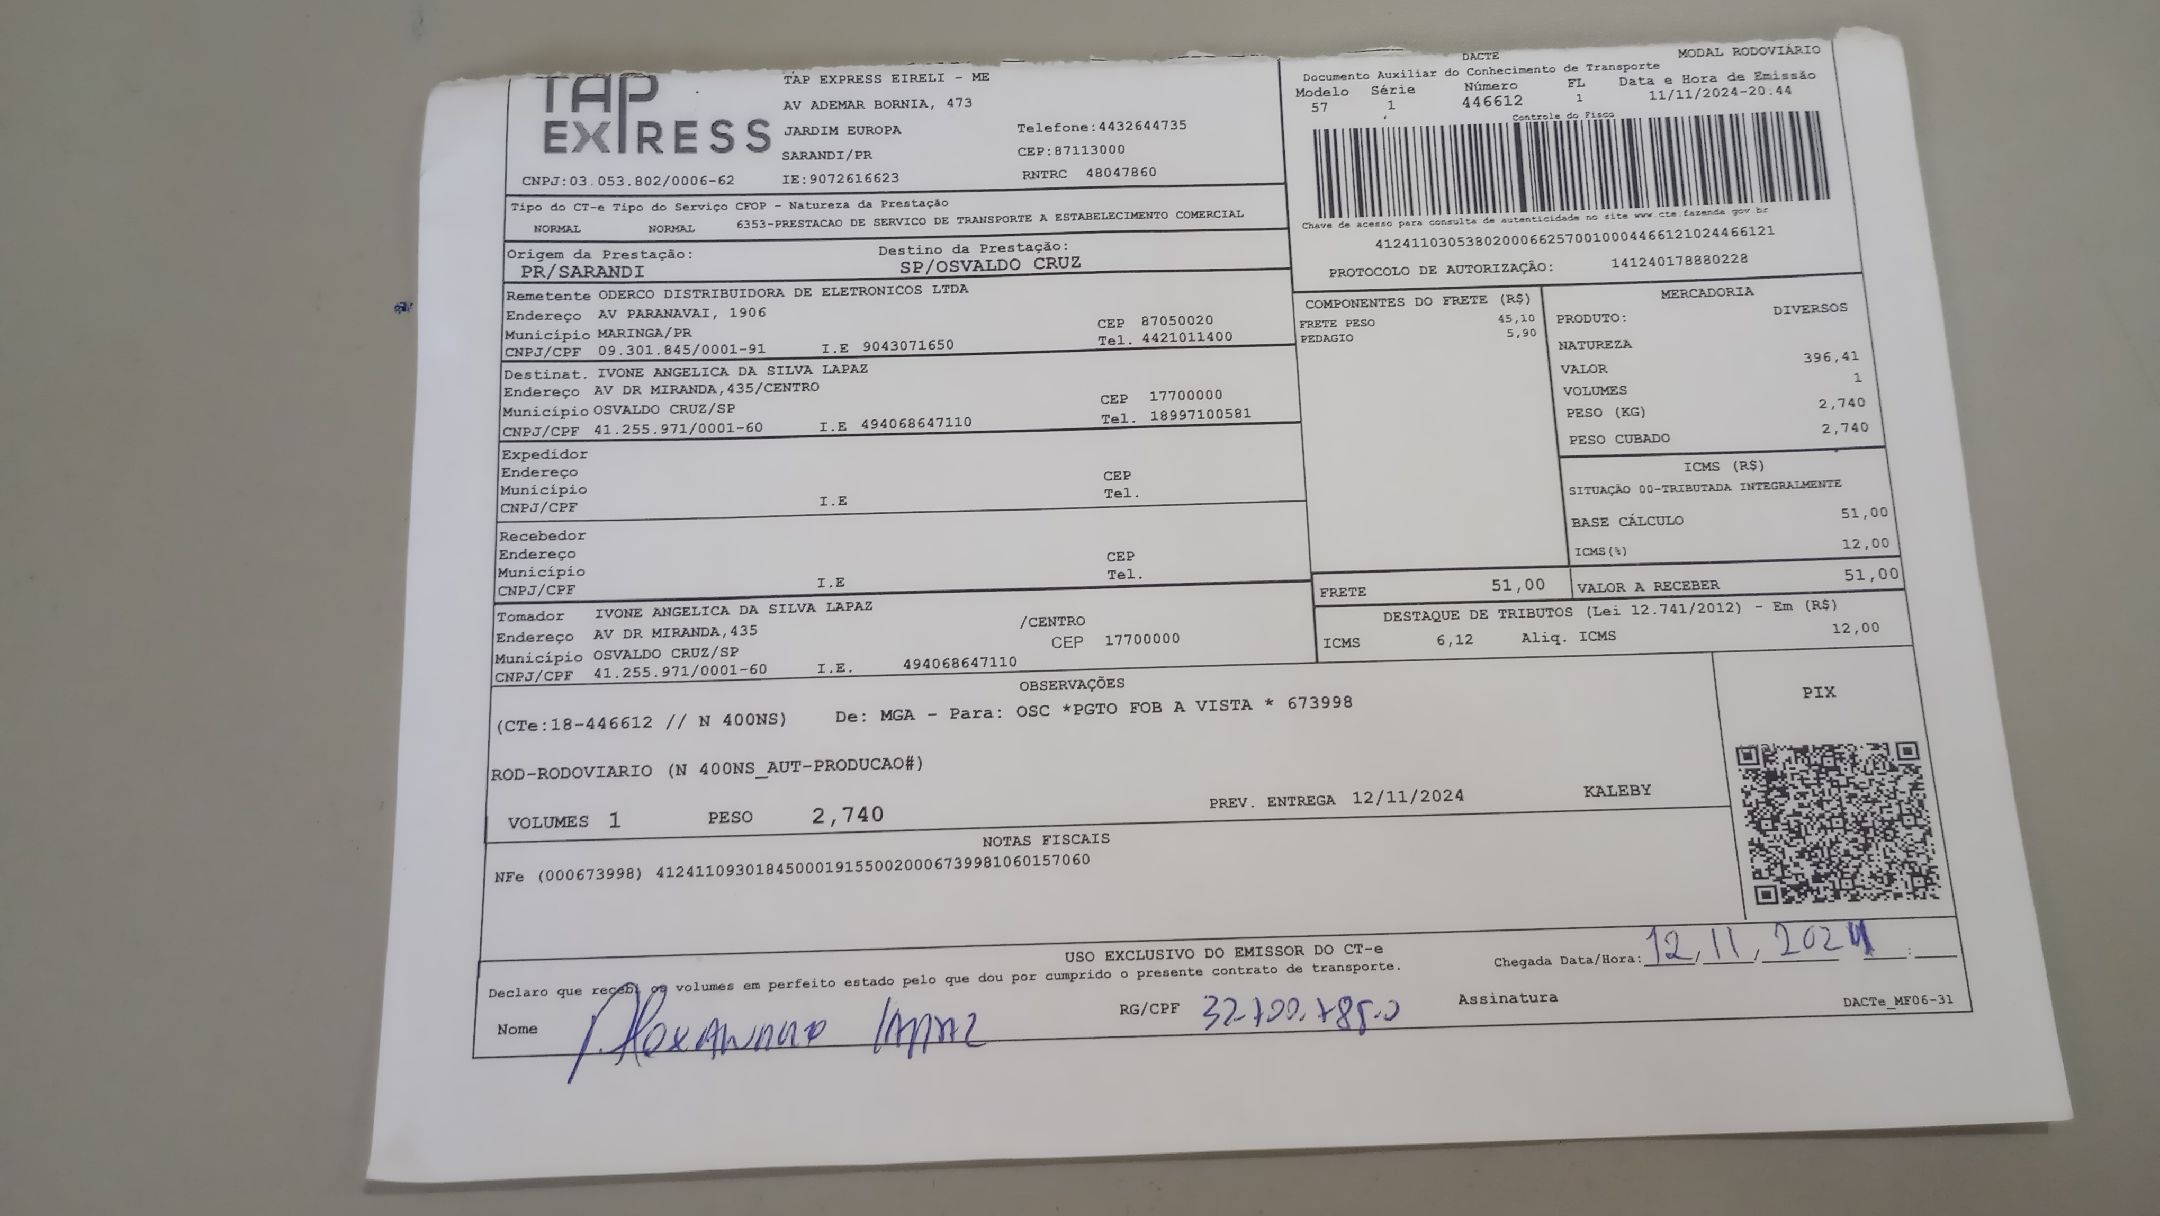 TAP EXPRESS
TAP EXPRESS EIRELI - ME
AV ADEMAR BORNIA, 473
JARDIM EUROPA Telefone:4432644735
SARANDI/PR CEP:87113000
CNPJ:03.053.802/0006-62 IE:9072616623 RNTRC 48047860
DACTE MODAL RODOVIÁRIO
Documento Auxiliar do Conhecimento de Transporte
Modelo Série Número FL Data e Hora de Emissão
57 1 446612 1 11/11/2024-20.44
Controle do Fisco
Chave de acesso para consulta de autenticidade no site www.cte.fazenda gov br
41241103053802000662570010004466121024466121
PROTOCOLO DE AUTORIZAÇÃO: 141240178880228
Tipo do CT-e Tipo do Serviço CFOP - Natureza da Prestação
NORMAL NORMAL 6353-PRESTACAO DE SERVICO DE TRANSPORTE A ESTABELECIMENTO COMERCIAL
Origem da Prestação: Destino da Prestação:
PR/SARANDI SP/OSVALDO CRUZ
Remetente ODERCO DISTRIBUIDORA DE ELETRONICOS LTDA
Endereço AV PARANAVAI, 1906
Município MARINGA/PR CEP 87050020
CNPJ/CPF 09.301.845/0001-91 I.E 9043071650 Tel. 4421011400
Destinat. IVONE ANGELICA DA SILVA LAPAZ
Endereço AV DR MIRANDA,435/CENTRO
Município OSVALDO CRUZ/SP CEP 17700000
CNPJ/CPF 41.255.971/0001-60 I.E 494068647110 Tel. 18997100581
Expedidor
Endereço
Município CEP
CNPJ/CPF I.E Tel.
Recebedor
Endereço
Município CEP
CNPJ/CPF I.E Tel.
Tomador IVONE ANGELICA DA SILVA LAPAZ
Endereço AV DR MIRANDA,435 /CENTRO
Município OSVALDO CRUZ/SP CEP 17700000
CNPJ/CPF 41.255.971/0001-60 I.E. 494068647110
COMPONENTES DO FRETE (R$)
FRETE PESO 45,10
PEDAGIO 5,90
MERCADORIA
PRODUTO: DIVERSOS
NATUREZA
VALOR 396,41
VOLUMES 1
PESO (KG) 2,740
PESO CUBADO 2,740
ICMS (R$)
SITUAÇÃO 00-TRIBUTADA INTEGRALMENTE
BASE CÁLCULO 51,00
ICMS(%) 12,00
FRETE 51,00 VALOR A RECEBER 51,00
DESTAQUE DE TRIBUTOS (Lei 12.741/2012) - Em (R$)
ICMS 6,12 Aliq. ICMS 12,00
OBSERVAÇÕES
(CTe:18-446612 // N 400NS) De: MGA - Para: OSC *PGTO FOB A VISTA * 673998
ROD-RODOVIARIO (N 400NS_AUT-PRODUCAO#)
VOLUMES 1 PESO 2,740 PREV. ENTREGA 12/11/2024 KALEBY
PIX
NOTAS FISCAIS
NFe (000673998) 41241109301845000191550020006739981060157060
USO EXCLUSIVO DO EMISSOR DO CT-e
Declaro que recebi os volumes em perfeito estado pelo que dou por cumprido o presente contrato de transporte.
Chegada Data/Hora: 12/11/2024 :
Nome RG/CPF Assinatura
DACTe_MF06-31